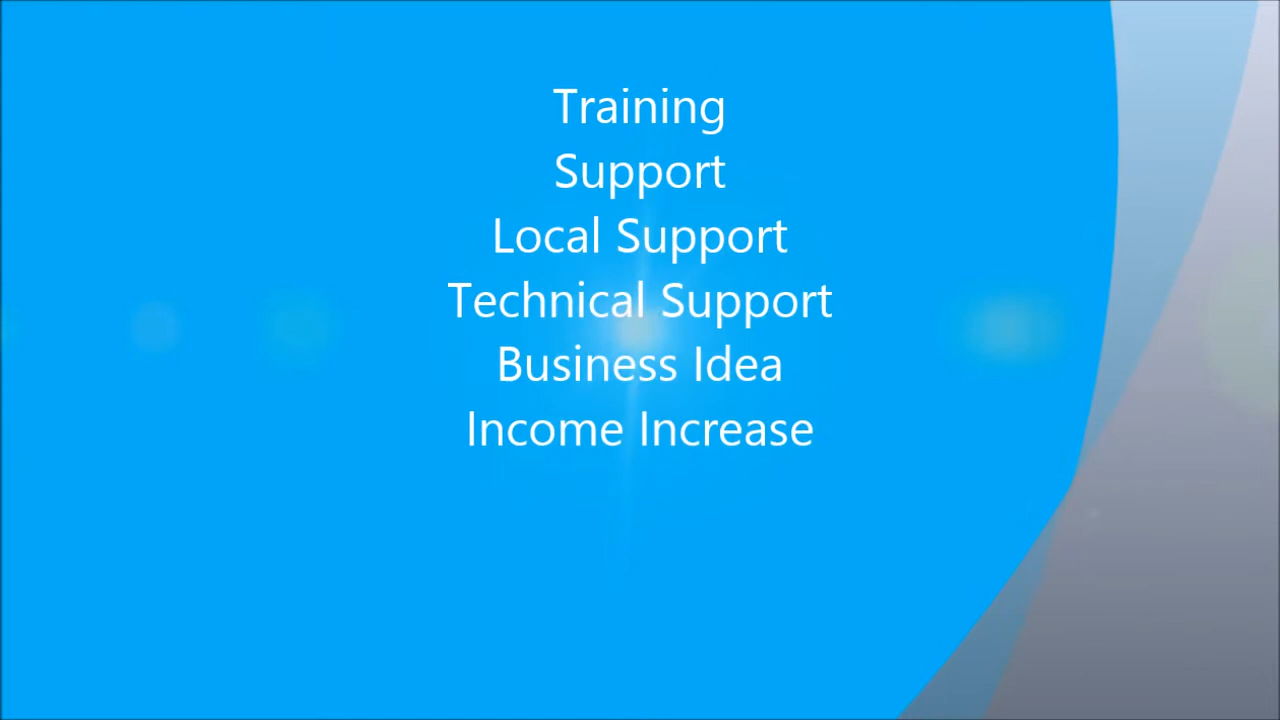 Training
Support
Local Support
Technical Support
Business Idea
Income Increase